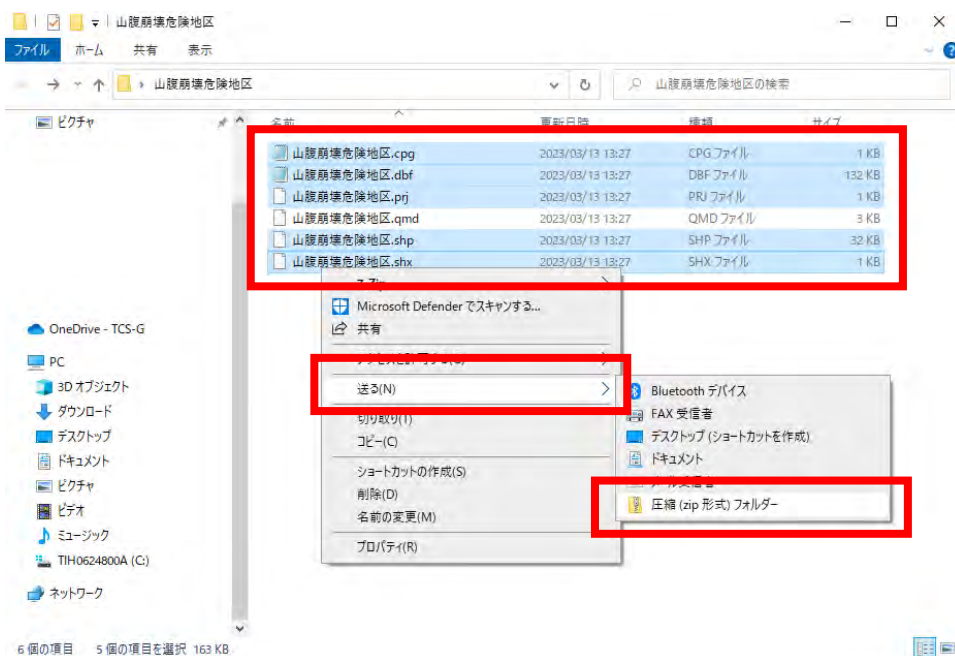 山腹崩壊危険地区
ファイル ホーム 共有 表示
山腹崩壊危険地区 山腹崩壊危険地区の検索
ピクチャ
名前 更新日時 種類 サイズ
山腹崩壊危険地区.cpg 2023/03/13 13:27 CPG ファイル 1 KB
山腹崩壊危険地区.dbf 2023/03/13 13:27 DBF ファイル 132 KB
山腹崩壊危険地区.prj 2023/03/13 13:27 PRJ ファイル 1 KB
山腹崩壊危険地区.qmd 2023/03/13 13:27 QMD ファイル 3 KB
山腹崩壊危険地区.shp 2023/03/13 13:27 SHP ファイル 32 KB
山腹崩壊危険地区.shx 2023/03/13 13:27 SHX ファイル 1 KB
Microsoft Defender でスキャンする...
共有
送る(N)
切り取り(T)
コピー(C)
ショートカットの作成(S)
削除(D)
名前の変更(M)
プロパティ(R)
Bluetooth デバイス
FAX 受信者
デスクトップ (ショートカットを作成)
ドキュメント
圧縮 (zip 形式) フォルダー
OneDrive - TCS-G
PC
3D オブジェクト
ダウンロード
デスクトップ
ドキュメント
ピクチャ
ビデオ
ミュージック
TIH0624800A (C:)
ネットワーク
6 個の項目 5 個の項目を選択 163 KB